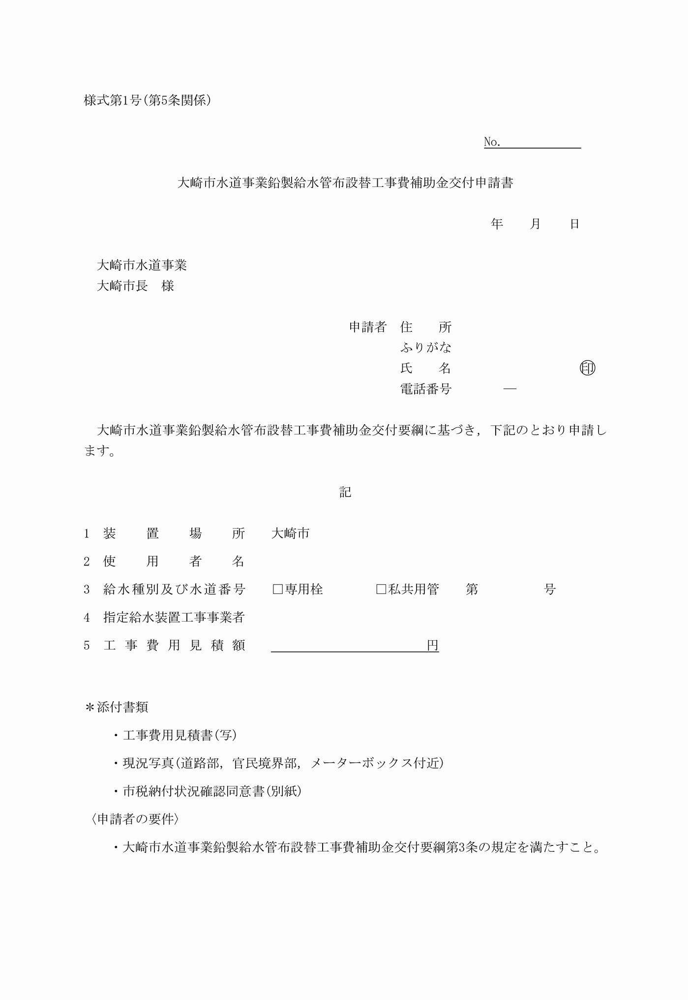 様式第1号(第5条関係)
No.
大崎市水道事業鉛製給水管布設替工事費補助金交付申請書
年　　月　　日
大崎市水道事業
大崎市長　様
申請者　住　　所
ふりがな
氏　　名　　　　　　　　　　㊞
電話番号　　　　―
　大崎市水道事業鉛製給水管布設替工事費補助金交付要綱に基づき，下記のとおり申請し
ます。
記
1　装置場所　　大崎市
2　使用者名
3　給水種別及び水道番号　　□専用栓　　　　□私共用管　　第　　　　　号
4　指定給水装置工事事業者
5　工事費用見積額　　　　　　　　　　　　　　円
＊添付書類
・工事費用見積書(写)
・現況写真(道路部，官民境界部，メーターボックス付近)
・市税納付状況確認同意書(別紙)
〈申請者の要件〉
・大崎市水道事業鉛製給水管布設替工事費補助金交付要綱第3条の規定を満たすこと。